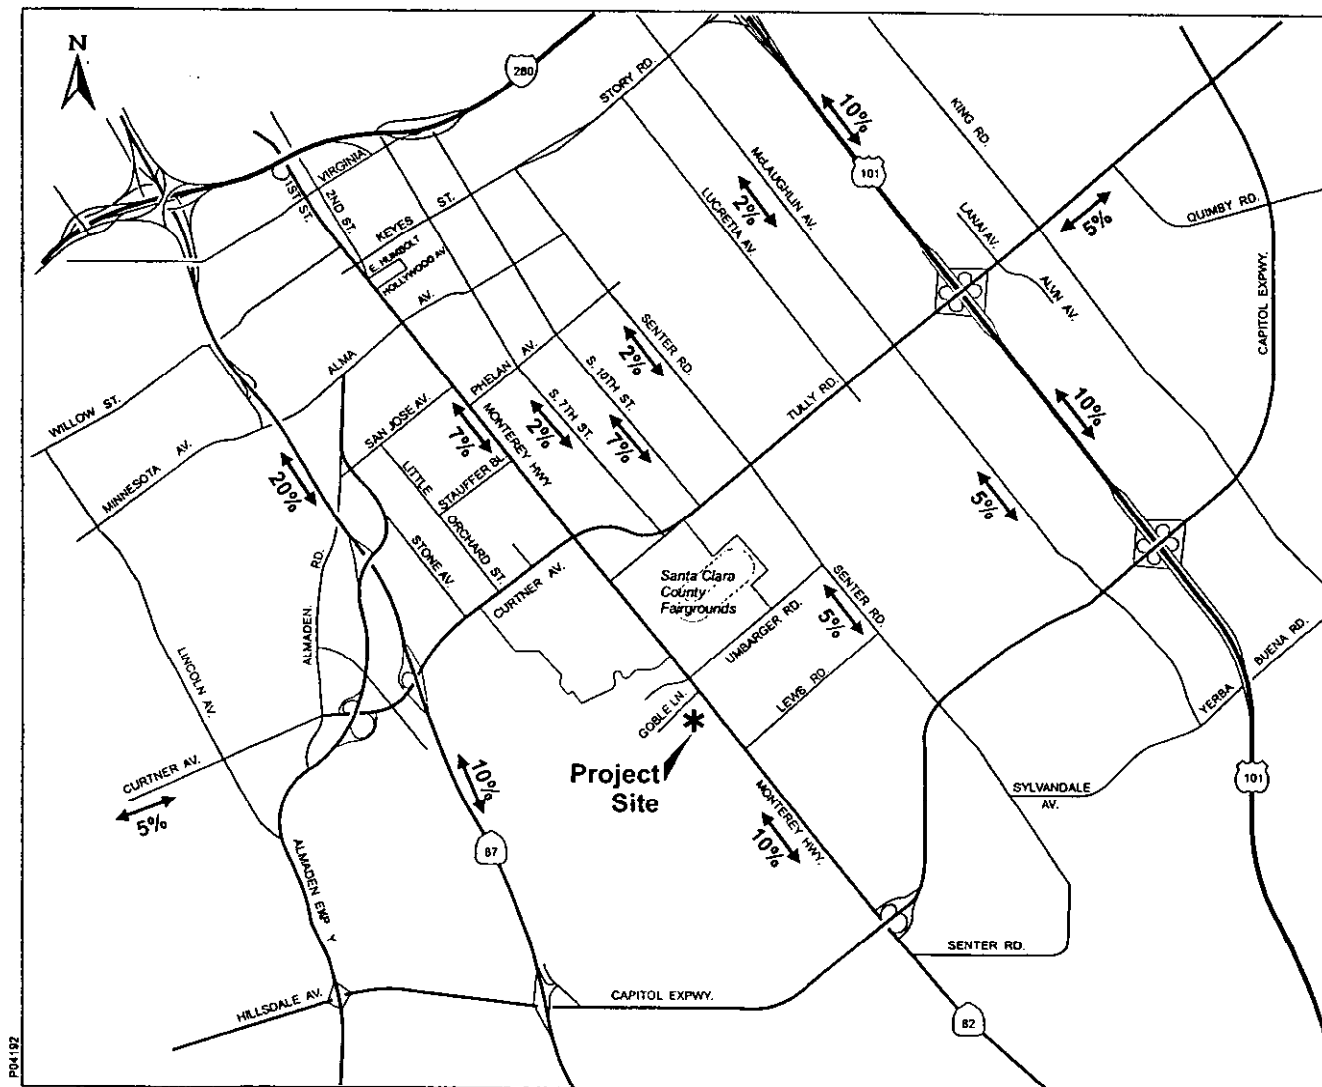 N
280
STORY RD.
10%
KING RD.
VIRGINIA
1ST ST.
2ND ST.
KEYES ST.
E. HUMBOLT
HOLLYWOOD AV.
McLAUGHLIN AV.
2%
LUCRETIA AV.
101
LANAI AV.
5%
QUIMBY RD.
ALVN AV.
CAPITOL EXPWY.
ALMA AV.
SENTER RD.
2%
S. 10TH ST.
PHELAN AV.
S. 7TH ST.
TULLY RD.
WILLOW ST.
MINNESOTA AV.
SAN JOSE AV.
7%
MONTEREY HWY
2%
7%
10%
20%
LITTLE ORCHARD ST.
STAUFFER BL.
STONE AV.
5%
ALMADEN RD.
CURTNER AV.
Santa Clara
County
Fairgrounds
SENTER RD.
5%
UMBARGER RD.
LEWIS RD.
LINCOLN AV.
GOBLE LN.
YERBA BUENA RD.
CURTNER AV.
5%
10%
Project
Site
MONTEREY HWY.
10%
SYLVANDALE
AV.
101
87
ALMADEN EXP Y
SENTER RD.
HILLSDALE AV.
CAPITOL EXPWY.
82
P04192